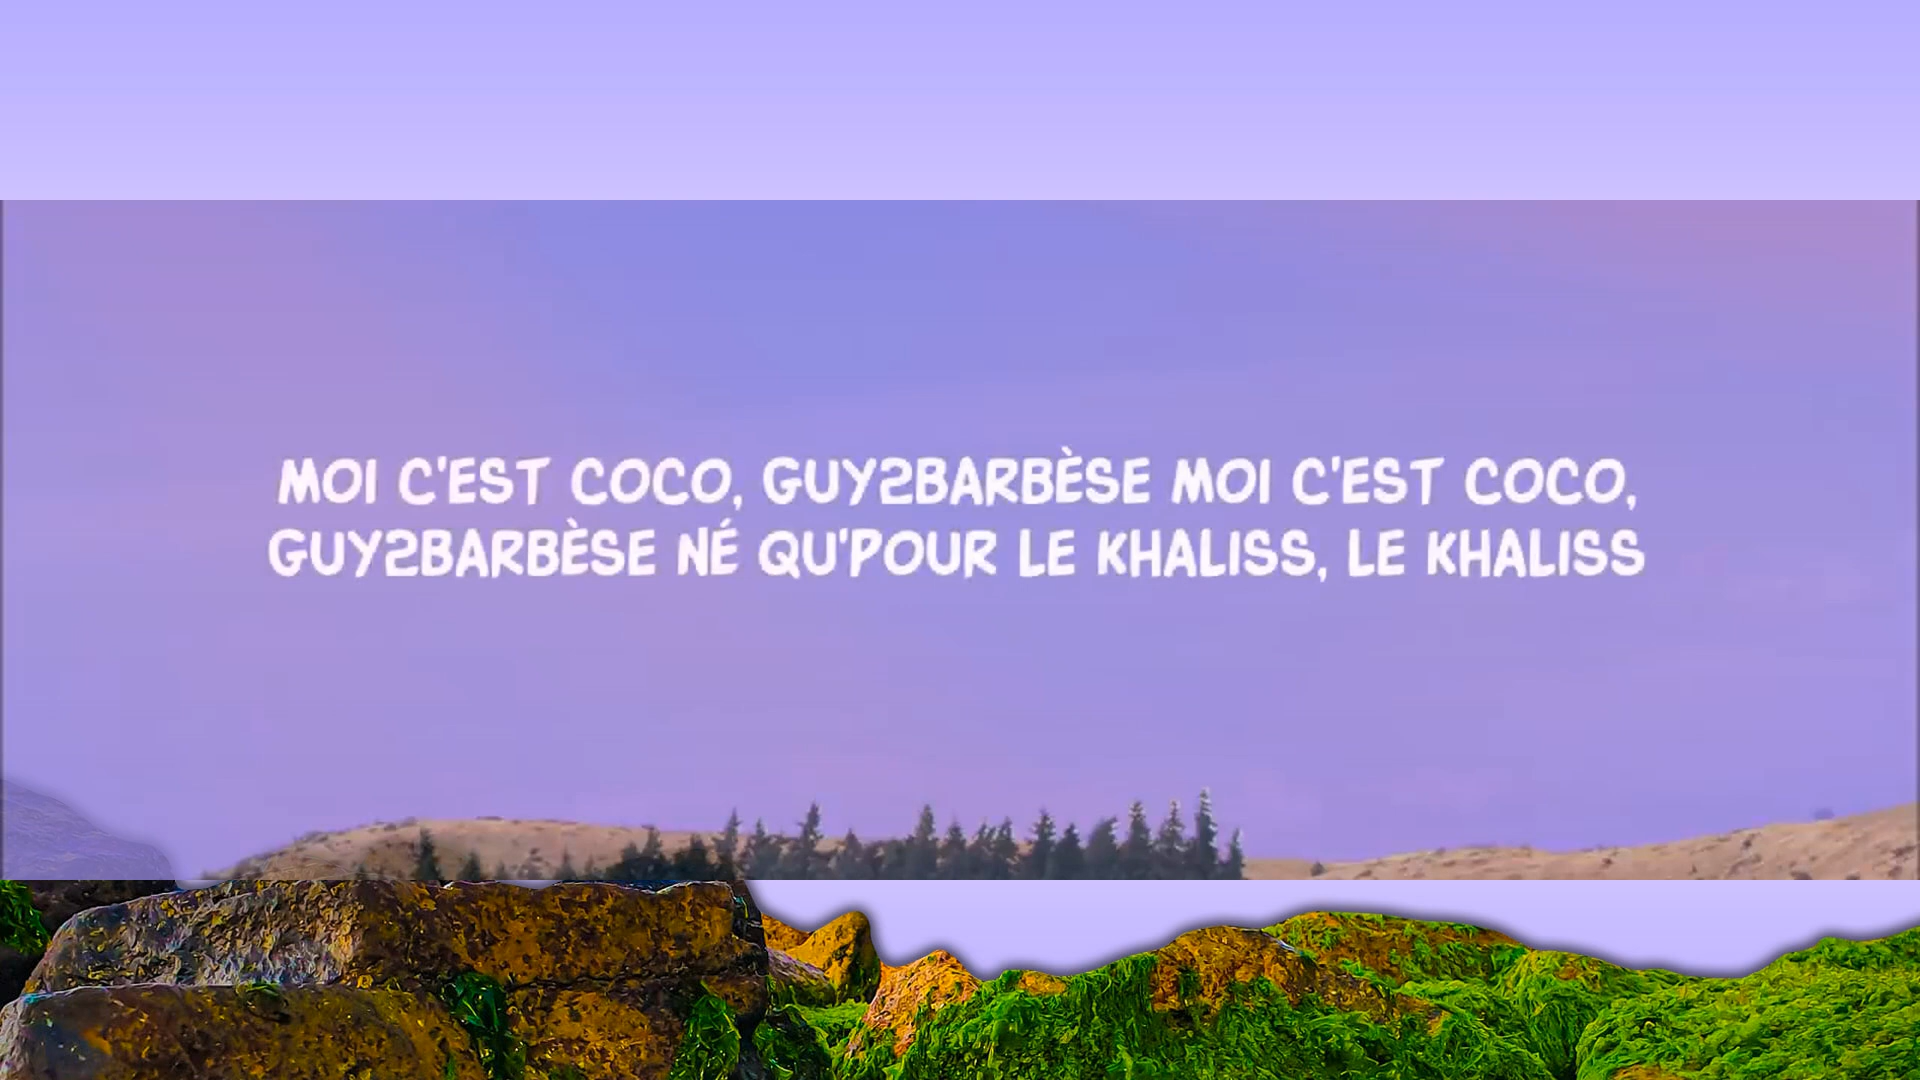 MOI C'EST COCO, GUY2BARBÈSE MOI C'EST COCO,
GUY2BARBÈSE NÉ QU'POUR LE KHALISS, LE KHALISS